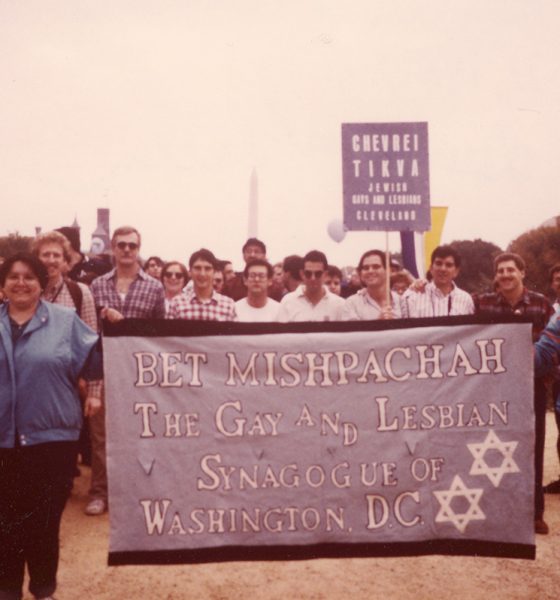 CHEVREI
TIKVA
JEWISH
GAYS AND LESBIANS
CLEVELAND
BET MISHPACHAH
THE GAY AND LESBIAN
SYNAGOGUE OF
WASHINGTON, D.C.